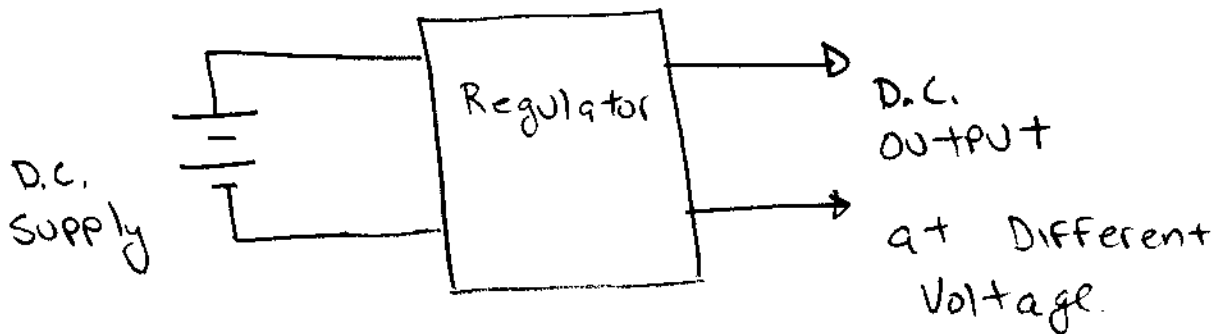 Regulator
D.C.
Supply
D.C.
OUtPUt
at Different
Voltage.